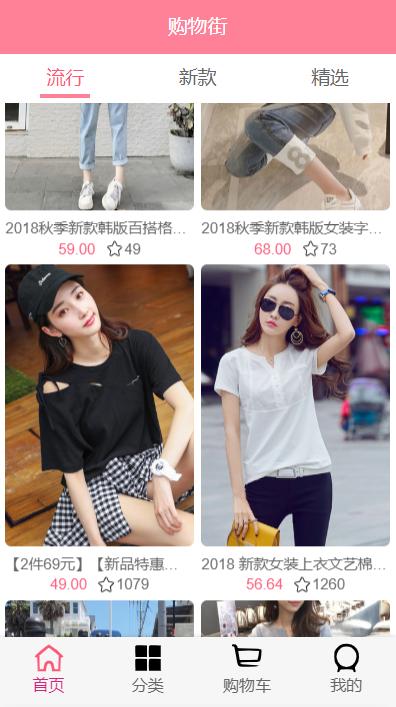 购物街
流行 新款 精选
2018秋季新款韩版百搭格... 2018秋季新款韩版女装字...
59.00 49 68.00 73
【2件69元】【新品特惠... 2018 新款女装上衣文艺棉...
49.00 1079 56.64 1260
首页 分类 购物车 我的